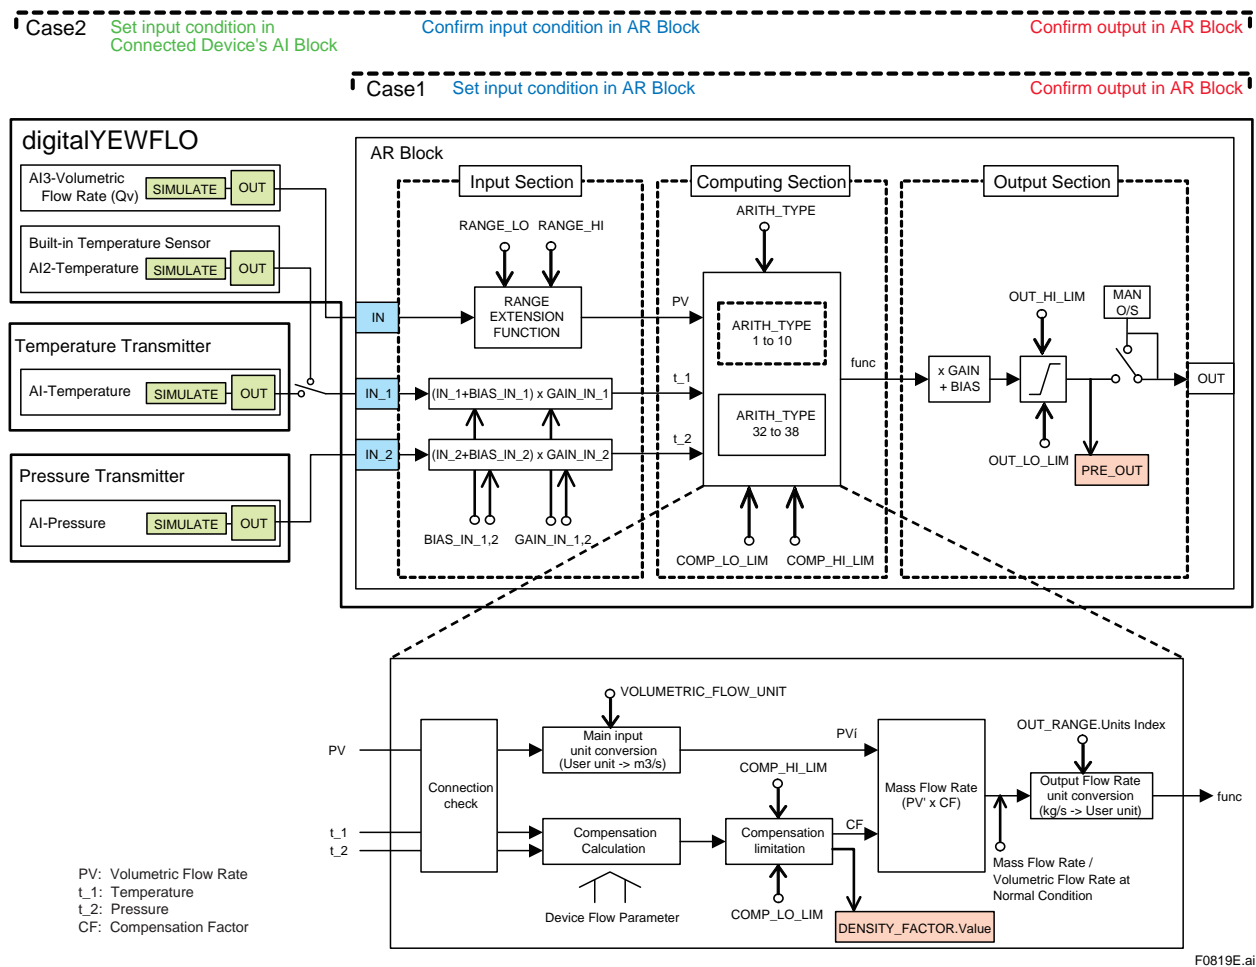 Case2
Set input condition in
Connected Device's AI Block
Confirm input condition in AR Block
Confirm output in AR Block
Case1
Set input condition in AR Block
Confirm output in AR Block
digitalYEWFLO
AR Block
AI3-Volumetric
Flow Rate (Qv)
SIMULATE
OUT
Built-in Temperature Sensor
AI2-Temperature
SIMULATE
OUT
Temperature Transmitter
AI-Temperature
SIMULATE
OUT
Pressure Transmitter
AI-Pressure
SIMULATE
OUT
Input Section
RANGE_LO
RANGE_HI
IN
RANGE
EXTENSION
FUNCTION
IN_1
(IN_1+BIAS_IN_1) x GAIN_IN_1
IN_2
(IN_2+BIAS_IN_2) x GAIN_IN_2
BIAS_IN_1,2
GAIN_IN_1,2
Computing Section
ARITH_TYPE
PV
ARITH_TYPE
1 to 10
t_1
ARITH_TYPE
32 to 38
t_2
func
COMP_LO_LIM
COMP_HI_LIM
Output Section
OUT_HI_LIM
MAN
O/S
x GAIN
+ BIAS
OUT
OUT_LO_LIM
PRE_OUT
VOLUMETRIC_FLOW_UNIT
PV
Connection
check
Main input
unit conversion
(User unit -> m3/s)
PVí
COMP_HI_LIM
t_1
t_2
Compensation
Calculation
Compensation
limitation
CF
Device Flow Parameter
COMP_LO_LIM
DENSITY_FACTOR.Value
Mass Flow Rate
(PV' x CF)
OUT_RANGE.Units Index
Output Flow Rate
unit conversion
(kg/s -> User unit)
func
Mass Flow Rate /
Volumetric Flow Rate at
Normal Condition
PV: Volumetric Flow Rate
t_1: Temperature
t_2: Pressure
CF: Compensation Factor
F0819E.ai